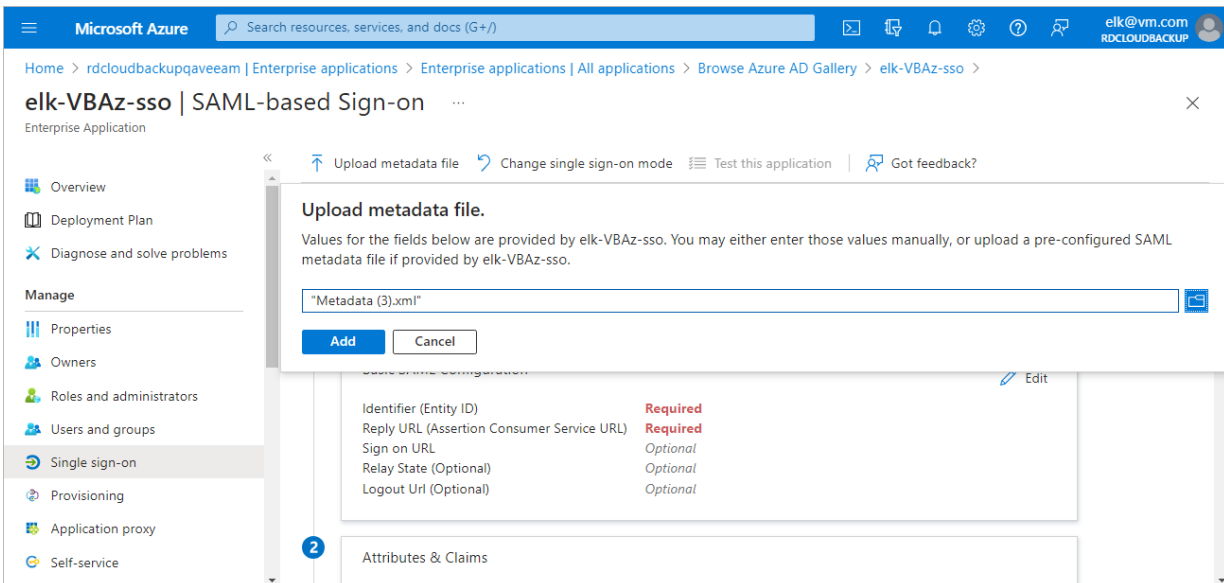 Microsoft Azure
Search resources, services, and docs (G+/)
elk@vm.com
RDCLOUDBACKUP
Home > rdcloudbackupqaveeam | Enterprise applications > Enterprise applications | All applications > Browse Azure AD Gallery > elk-VBAz-sso >
elk-VBAz-sso | SAML-based Sign-on ...
Enterprise Application
Upload metadata file
Change single sign-on mode
Test this application
Got feedback?
Overview
Deployment Plan
Diagnose and solve problems
Manage
Properties
Owners
Roles and administrators
Users and groups
Single sign-on
Provisioning
Application proxy
Self-service
Upload metadata file.
Values for the fields below are provided by elk-VBAz-sso. You may either enter those values manually, or upload a pre-configured SAML
metadata file if provided by elk-VBAz-sso.
"Metadata (3).xml"
Add
Cancel
Basic SAML Configuration
Edit
Identifier (Entity ID) Required
Reply URL (Assertion Consumer Service URL) Required
Sign on URL Optional
Relay State (Optional) Optional
Logout Url (Optional) Optional
2
Attributes & Claims